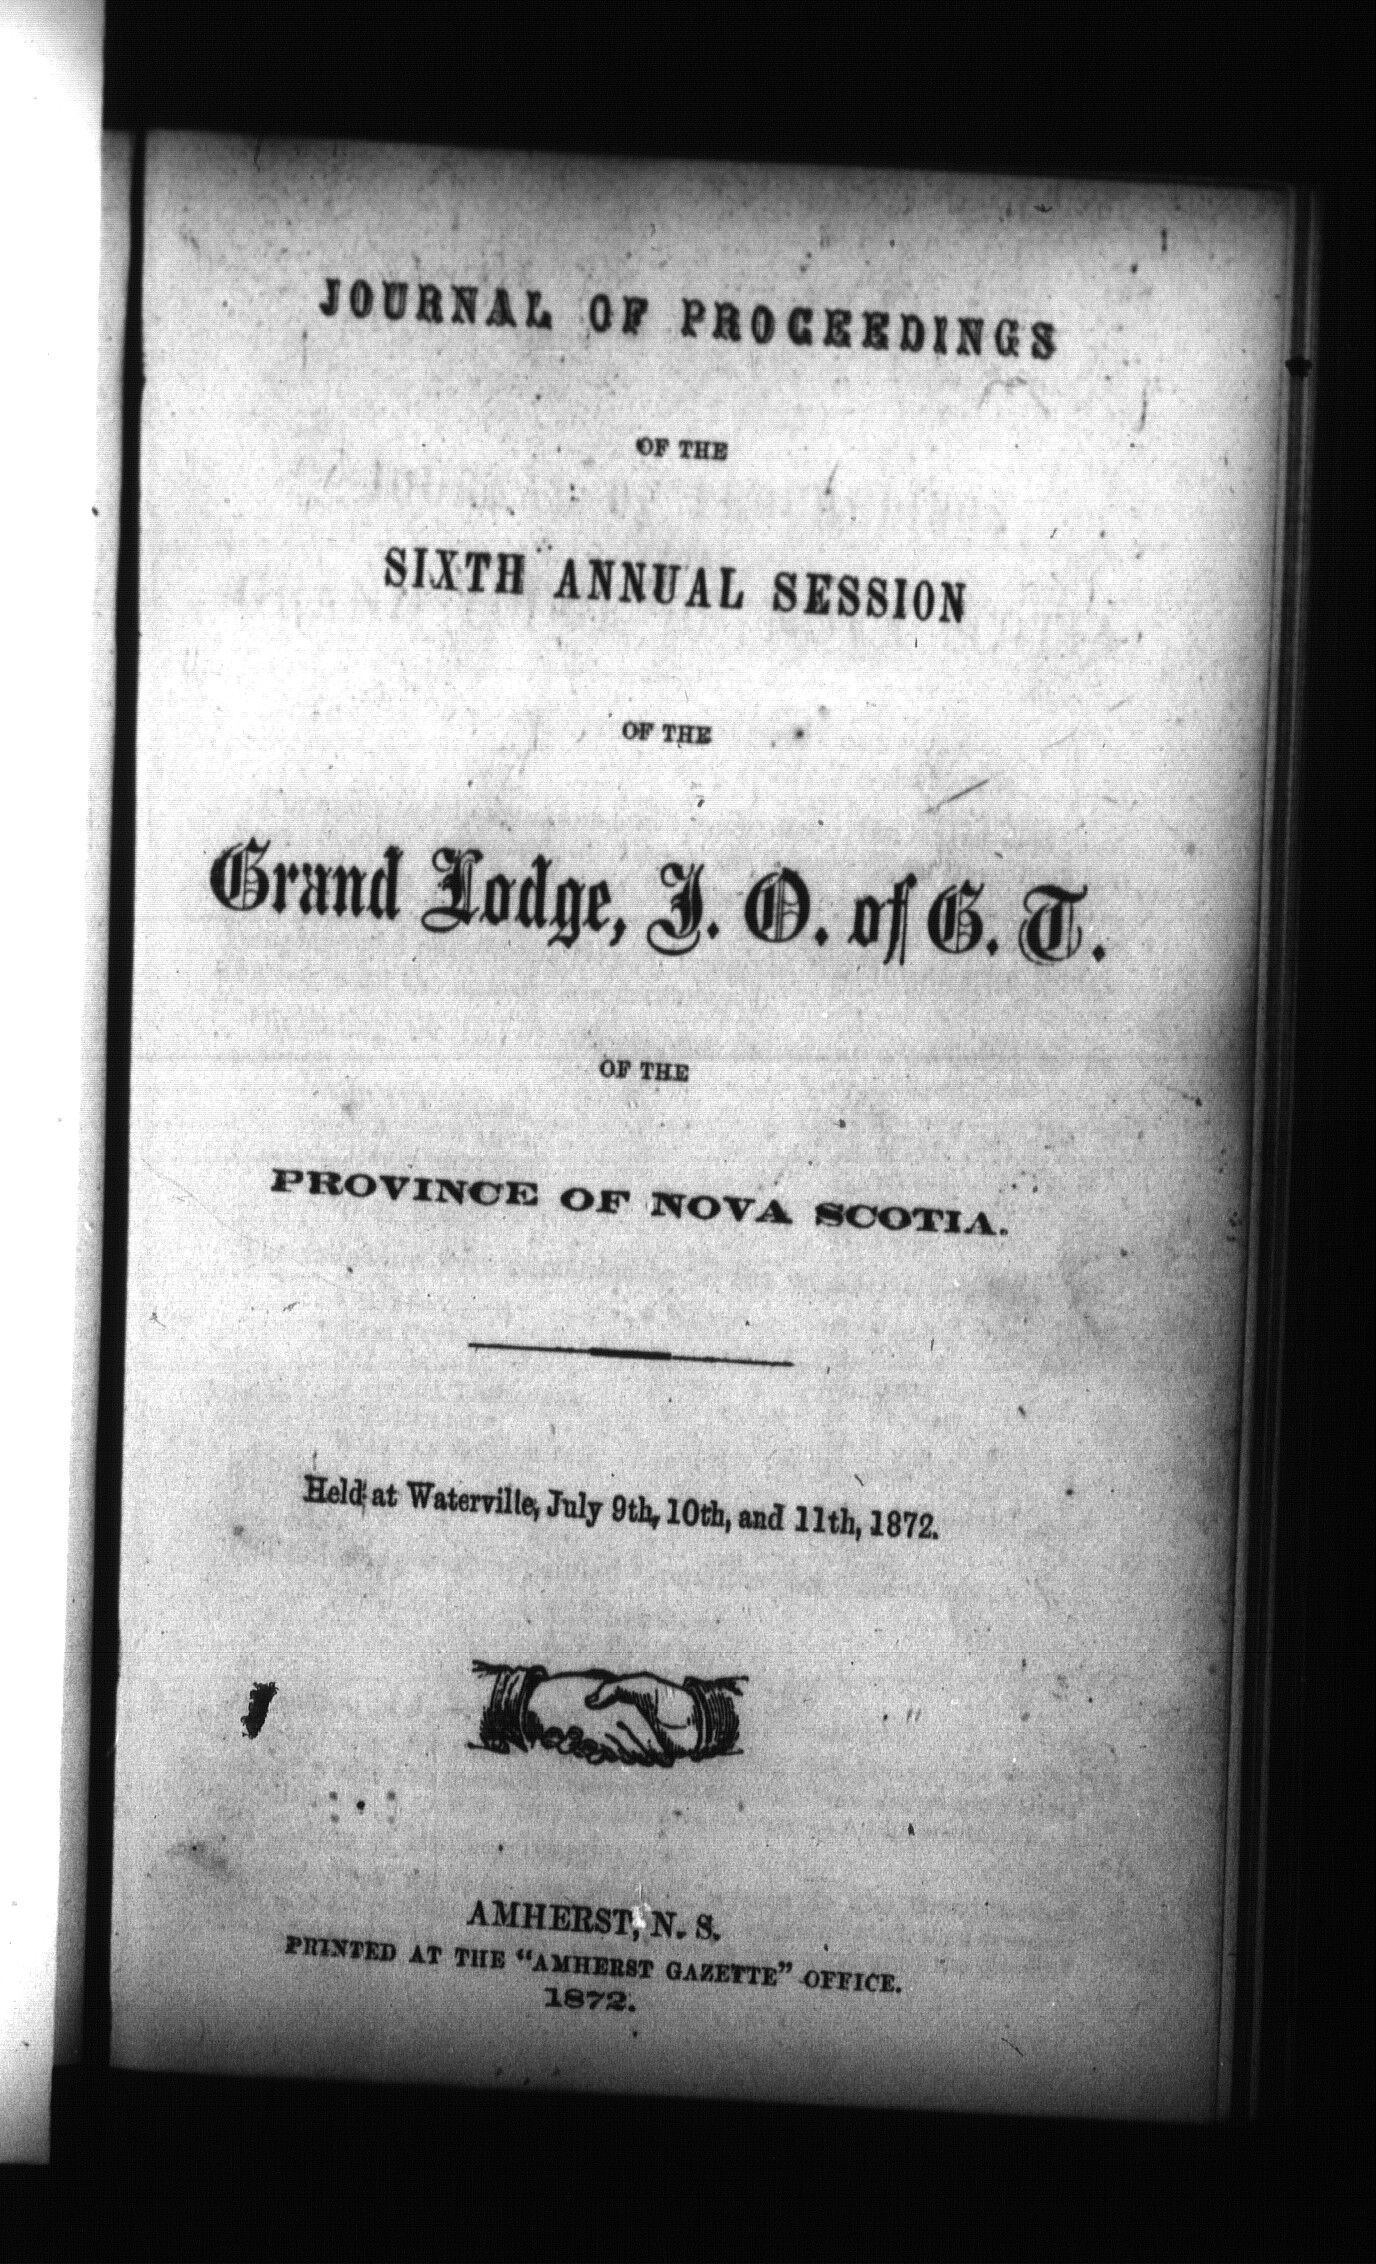 JOURNAL OF PROCEEDINGS
OF THE
SIXTH ANNUAL SESSION
OF THE
Grand Lodge, I. O. of G. T.
OF THE
PROVINCE OF NOVA SCOTIA.
Held at Waterville, July 9th, 10th, and 11th, 1872.
AMHERST, N. S.
PRINTED AT THE "AMHERST GAZETTE" OFFICE.
1872.